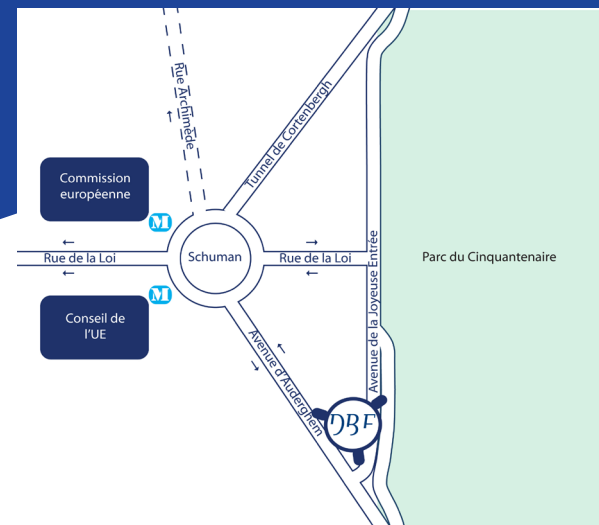 Rue Archimède
Tunnel de Cortenbergh
Commission
européenne
M
Rue de la Loi
Schuman
Rue de la Loi
Avenue de la Joyeuse Entrée
Parc du Cinquantenaire
M
Conseil de
l'UE
Avenue d'Auderghem
DBF